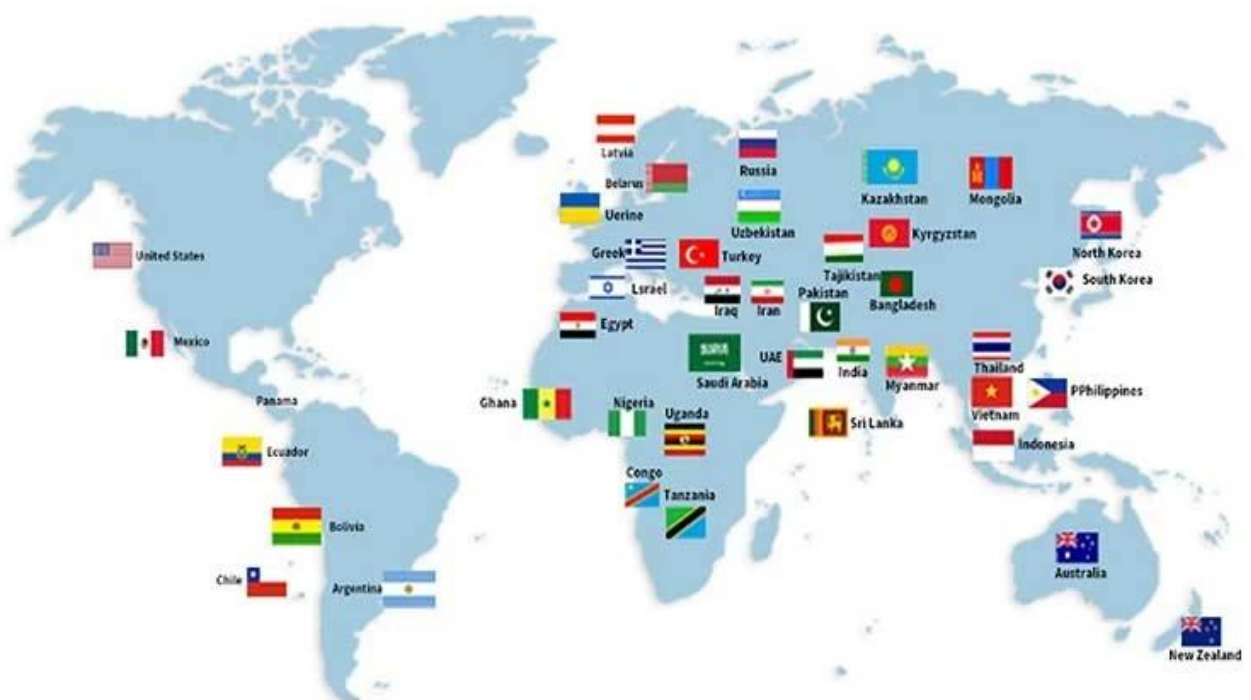 Latvia
Russia
Belarus
Kazakhstan
Mongolia
Uerine
Uzbekistan
Kyrgyzstan
United States
Greek
Turkey
North Korea
Tajikistan
South Korea
Lsrael
Pakistan
Bangladesh
Iraq
Iran
Egypt
Mexico
UAE
India
Thailand
Saudi Arabia
Myanmar
Panama
Ghana
Nigeria
PPhilippines
Uganda
Vietnam
Sri Lanka
Indonesia
Ecuador
Congo
Tanzania
Bolivia
Australia
Chile
Argentina
New Zealand